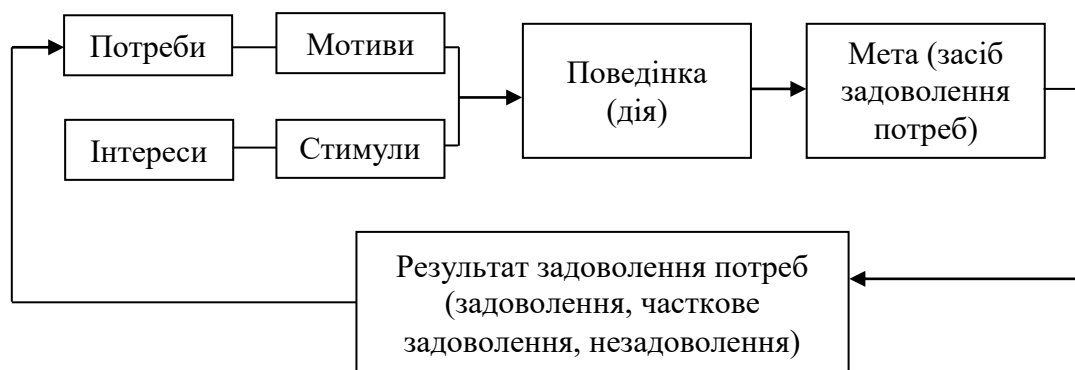 Потреби
Мотиви
Інтереси
Стимули
Поведінка
(дія)
Мета (засіб
задоволення
потреб)
Результат задоволення потреб
(задоволення, часткове
задоволення, незадоволення)